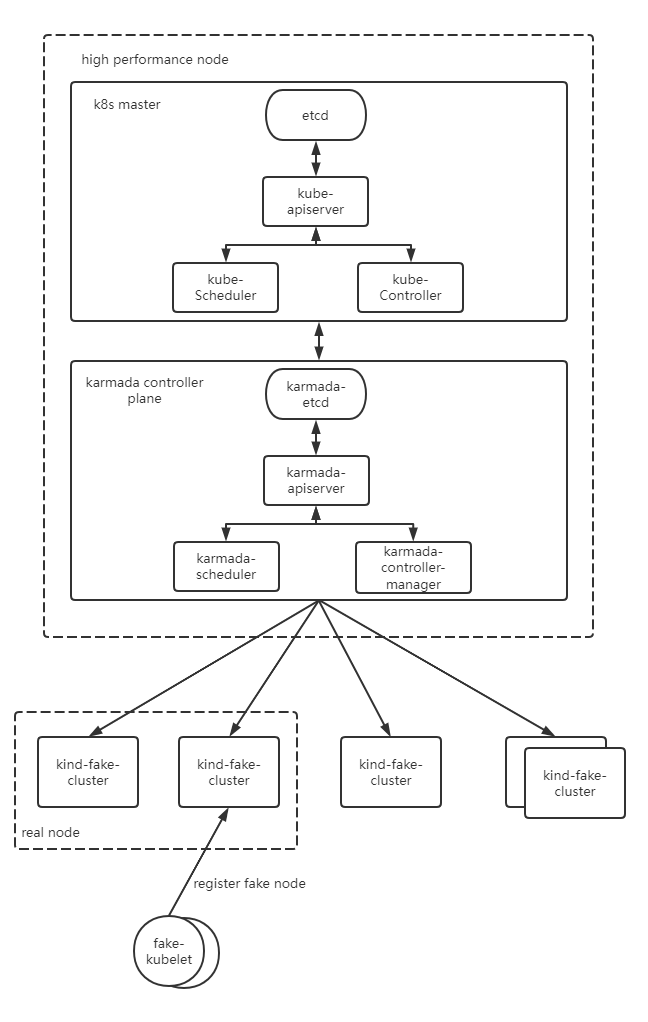 high performance node
k8s master
etcd
kube-
apiserver
kube-
Scheduler
kube-
Controller
karmada controller
plane
karmada-
etcd
karmada-
apiserver
karmada-
scheduler
karmada-
controller-
manager
kind-fake-
cluster
kind-fake-
cluster
kind-fake-
cluster
kind-fake-
cluster
real node
register fake node
fake-
kubelet